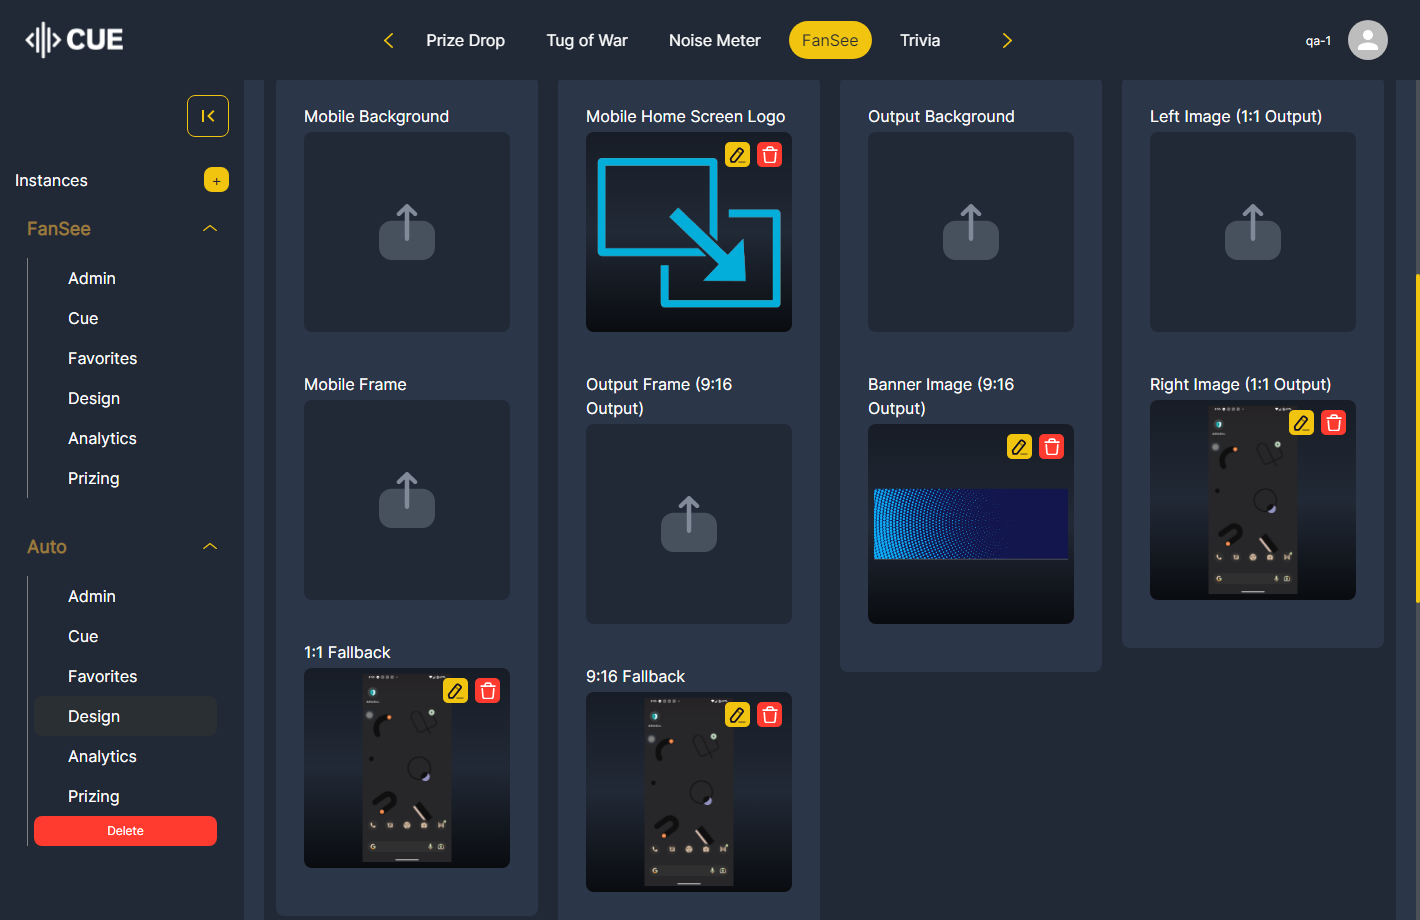 CUE
Prize Drop
Tug of War
Noise Meter
FanSee
Trivia
qa-1
Instances
+
FanSee
Admin
Cue
Favorites
Design
Analytics
Prizing
Auto
Admin
Cue
Favorites
Design
Analytics
Prizing
Delete
Mobile Background
Mobile Home Screen Logo
Output Background
Left Image (1:1 Output)
Mobile Frame
Output Frame (9:16
Output)
Banner Image (9:16
Output)
Right Image (1:1 Output)
1:1 Fallback
9:16 Fallback